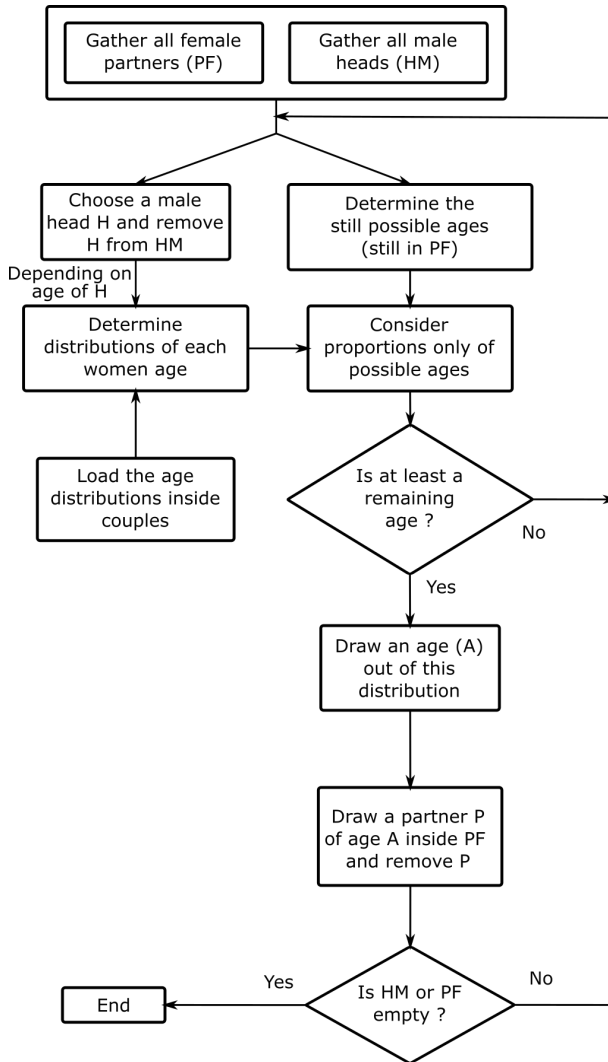 Gather all female
partners (PF)
Gather all male
heads (HM)
Choose a male
head H and remove
H from HM
Determine the
still possible ages
(still in PF)
Depending on
age of H
Determine
distributions of each
women age
Consider
proportions only of
possible ages
Load the age
distributions inside
couples
Is at least a
remaining
age ?
No
Yes
Draw an age (A)
out of this
distribution
Draw a partner P
of age A inside PF
and remove P
Yes
No
Is HM or PF
empty ?
End